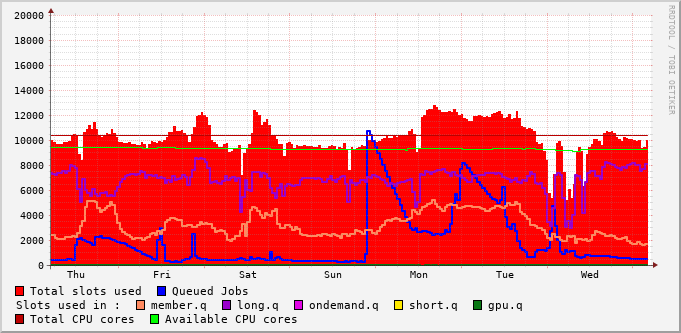 20000
18000
16000
14000
12000
10000
8000
6000
4000
2000
0
Thu Fri Sat Sun Mon Tue Wed
Total slots used Queued Jobs
Slots used in : member.q long.q ondemand.q short.q gpu.q
Total CPU cores Available CPU cores
RRDTOOL / TOBI OETIKER